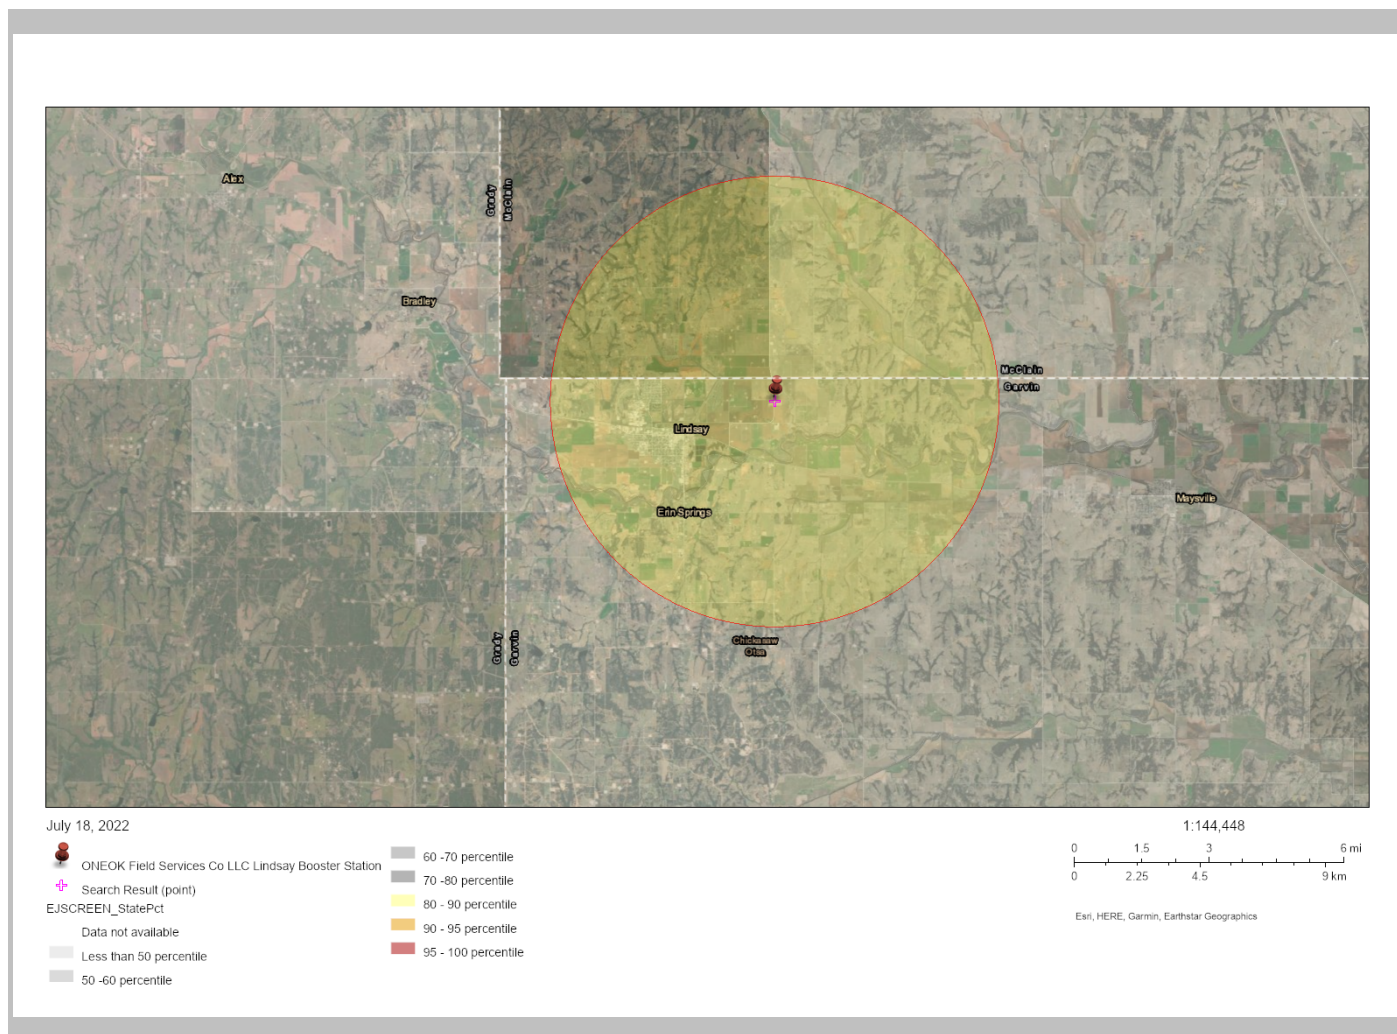 Alex
Grady
McClain
Bradley
McClain
Garvin
Lindsay
Maysville
Erin Springs
Grady
Garvin
Chickasaw
Otsa
July 18, 2022
1:144,448
ONEOK Field Services Co LLC Lindsay Booster Station
Search Result (point)
EJSCREEN_StatePct
Data not available
Less than 50 percentile
50 -60 percentile
60 -70 percentile
70 -80 percentile
80 - 90 percentile
90 - 95 percentile
95 - 100 percentile
0 1.5 3 6 mi
0 2.25 4.5 9 km
Esri, HERE, Garmin, Earthstar Geographics